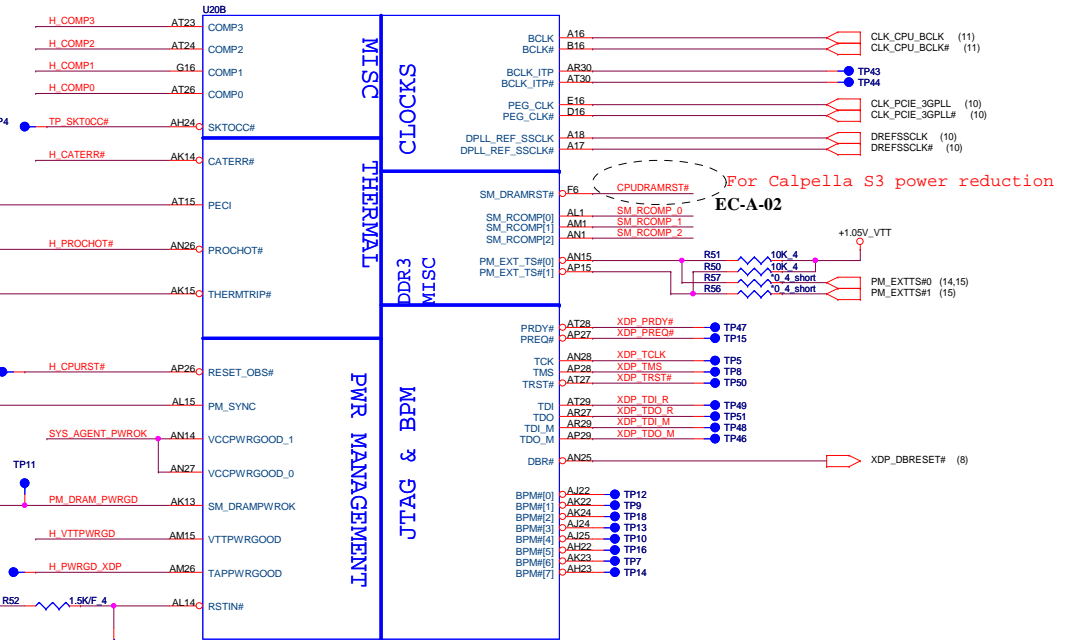 U20B
H_COMP3 AT23 COMP3
H_COMP2 AT24 COMP2
H_COMP1 G16 COMP1
H_COMP0 AT26 COMP0
P4 TP_SKT0CC# AH24 SKTOCC#
H_CATERR# AK14 CATERR#
AT15 PECI
H_PROCHOT# AN26 PROCHOT#
AK15 THERMTRIP#
H_CPURST# AP26 RESET_OBS#
AL15 PM_SYNC
SYS_AGENT_PWROK AN14 VCCPWRGOOD_1
AN27 VCCPWRGOOD_0
TP11
PM_DRAM_PWRGD AK13 SM_DRAMPWROK
H_VTTPWRGD AM15 VTTPWRGOOD
H_PWRGD_XDP AM26 TAPPWRGOOD
R52 1.5K/F_4 AL14 RSTIN#
MISC
THERMAL
PWR MANAGEMENT
CLOCKS
DDR3
MISC
JTAG & BPM
BCLK A16 CLK_CPU_BCLK (11)
BCLK# B16 CLK_CPU_BCLK# (11)
BCLK_ITP AR30 TP43
BCLK_ITP# AT30 TP44
PEG_CLK E16 CLK_PCIE_3GPLL (10)
PEG_CLK# D16 CLK_PCIE_3GPLL# (10)
DPLL_REF_SSCLK A18 DREFSSCLK (10)
DPLL_REF_SSCLK# A17 DREFSSCLK# (10)
SM_DRAMRST# F6 CPUDRAMRST# For Calpella S3 power reduction
EC-A-02
SM_RCOMP[0] AL1 SM_RCOMP_0
SM_RCOMP[1] AM1 SM_RCOMP_1
SM_RCOMP[2] AN1 SM_RCOMP_2
+1.05V_VTT
PM_EXT_TS#[0] AN15 R51 10K_4
PM_EXT_TS#[1] AP15 R50 10K_4
R57 *0_4_short PM_EXTTS#0 (14,15)
R56 *0_4_short PM_EXTTS#1 (15)
PRDY# AT28 XDP_PRDY# TP47
PREQ# AP27 XDP_PREQ# TP15
TCK AN28 XDP_TCLK TP5
TMS AP28 XDP_TMS TP8
TRST# AT27 XDP_TRST# TP50
TDI AT29 XDP_TDI_R TP49
TDO AR27 XDP_TDO_R TP51
TDI_M AR29 XDP_TDI_M TP48
TDO_M AP29 XDP_TDO_M TP46
DBR# AN25 XDP_DBRESET# (8)
BPM#[0] AJ22 TP12
BPM#[1] AK22 TP9
BPM#[2] AK24 TP18
BPM#[3] AJ24 TP13
BPM#[4] AJ25 TP10
BPM#[5] AH22 TP16
BPM#[6] AK23 TP7
BPM#[7] AH23 TP14